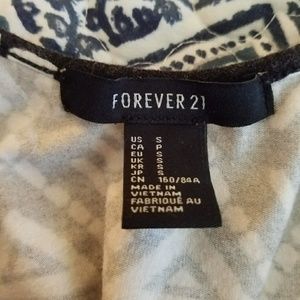 FOREVER 21
US S
CA P
EU S
UK S
KR S
JP S
CN 160/84A
MADE IN
VIETNAM
FABRIQUÉ AU
VIETNAM